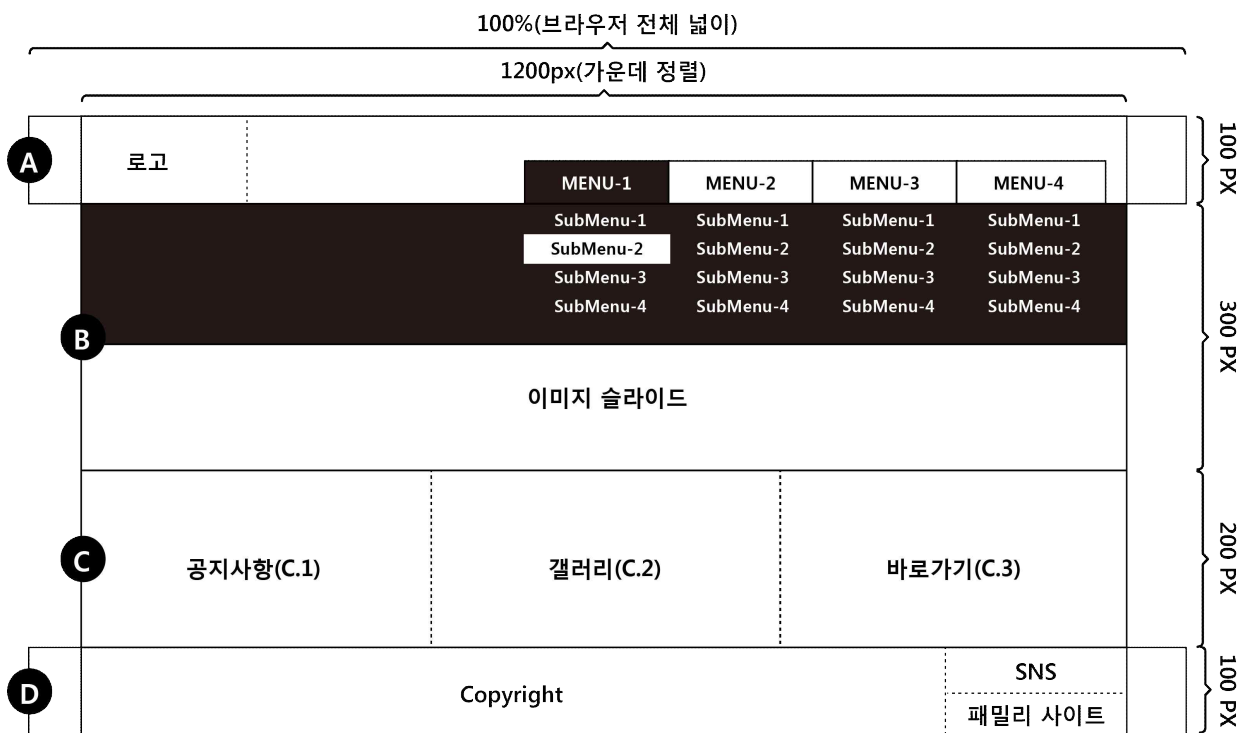 100%(브라우저 전체 넓이)
1200px(가운데 정렬)
A
로고
MENU-1 MENU-2 MENU-3 MENU-4
100 PX
SubMenu-1 SubMenu-1 SubMenu-1 SubMenu-1
SubMenu-2 SubMenu-2 SubMenu-2 SubMenu-2
SubMenu-3 SubMenu-3 SubMenu-3 SubMenu-3
SubMenu-4 SubMenu-4 SubMenu-4 SubMenu-4
B
300 PX
이미지 슬라이드
C
공지사항(C.1) 갤러리(C.2) 바로가기(C.3)
200 PX
D
Copyright
SNS
패밀리 사이트
100 PX